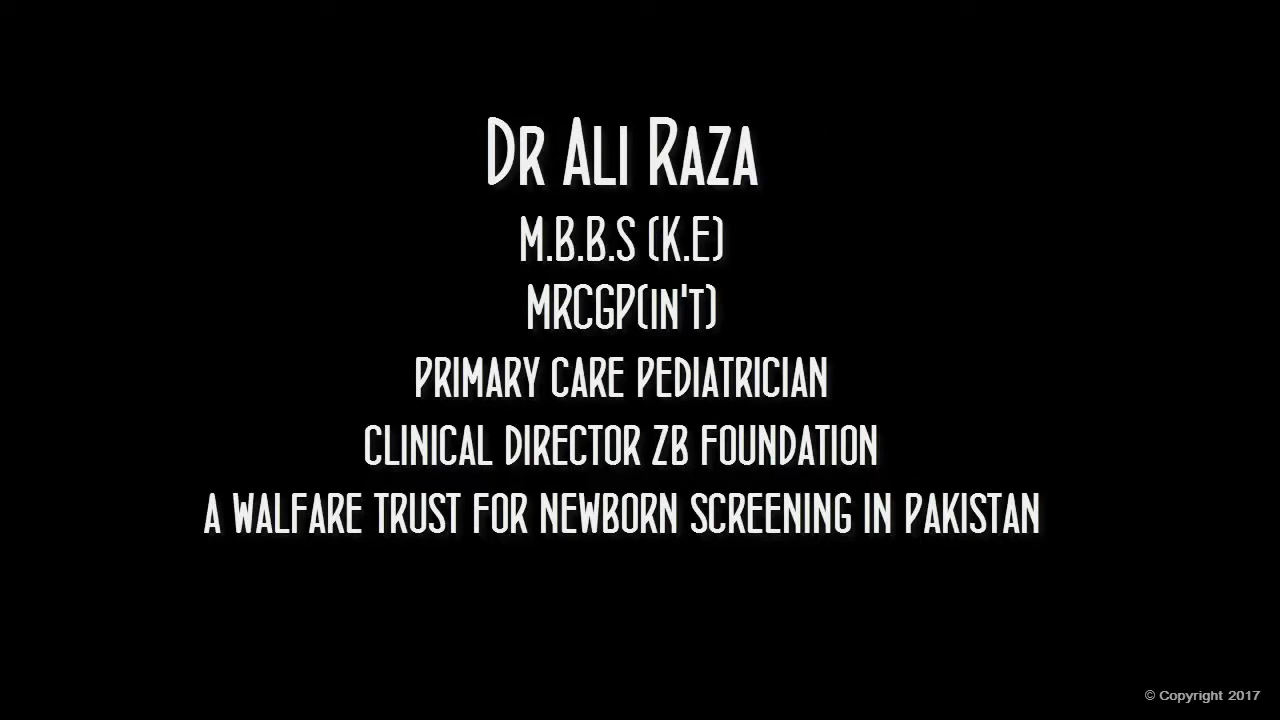 Dr Ali Raza
M.B.B.S (K.E)
MRCGP(in't)
PRIMARY CARE PEDIATRICIAN
CLINICAL DIRECTOR ZB FOUNDATION
A WALFARE TRUST FOR NEWBORN SCREENING IN PAKISTAN
© Copyright 2017